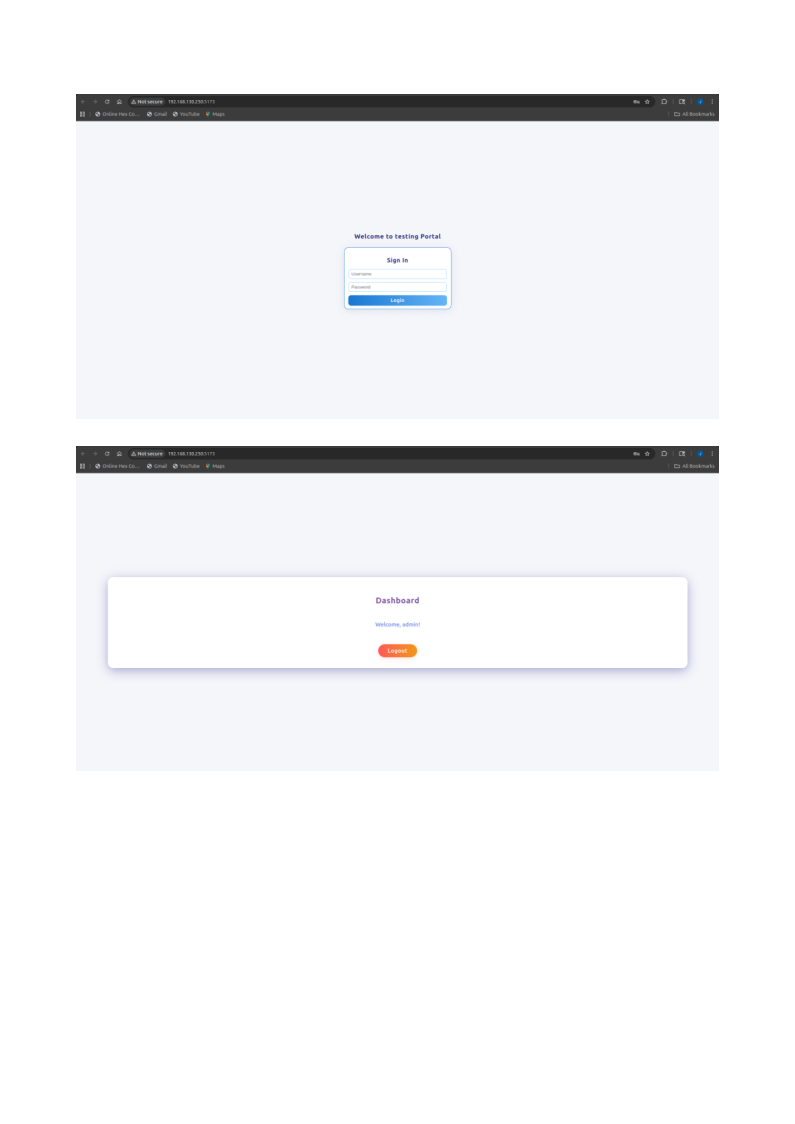 Not secure 192.168.130.250:5173
Online Hex Co... Gmail YouTube Maps All Bookmarks
Welcome to testing Portal
Sign In
Username
Password
Login
Not secure 192.168.130.250:5173
Online Hex Co... Gmail YouTube Maps All Bookmarks
Dashboard
Welcome, admin!
Logout